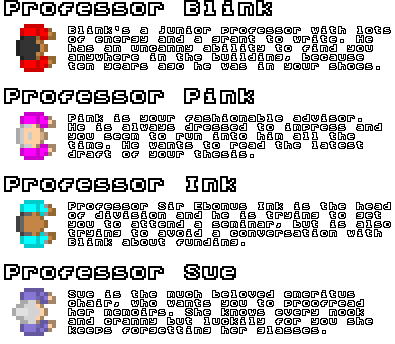 Professor Blink
Blink's a junior professor with lots
of energy and a grant to write. He
has an uncanny ability to find you
anywhere in the building, because
ten years ago he was in your shoes.
Professor Pink
Pink is your fashionable advisor.
He is always dressed to impress and
you seem to run into him all the
time. He wants to read the latest
draft of your thesis.
Professor Ink
Professor Sir Ebonus Ink is the head
of division and he is trying to get
you to attend a seminar, but is also
trying to avoid a conversation with
Blink about funding.
Professor Sue
Sue is the much beloved emeritus
chair, who wants you to proofread
her memoirs. She knows every nook
and cranny but luckily for you she
keeps forgetting her glasses.